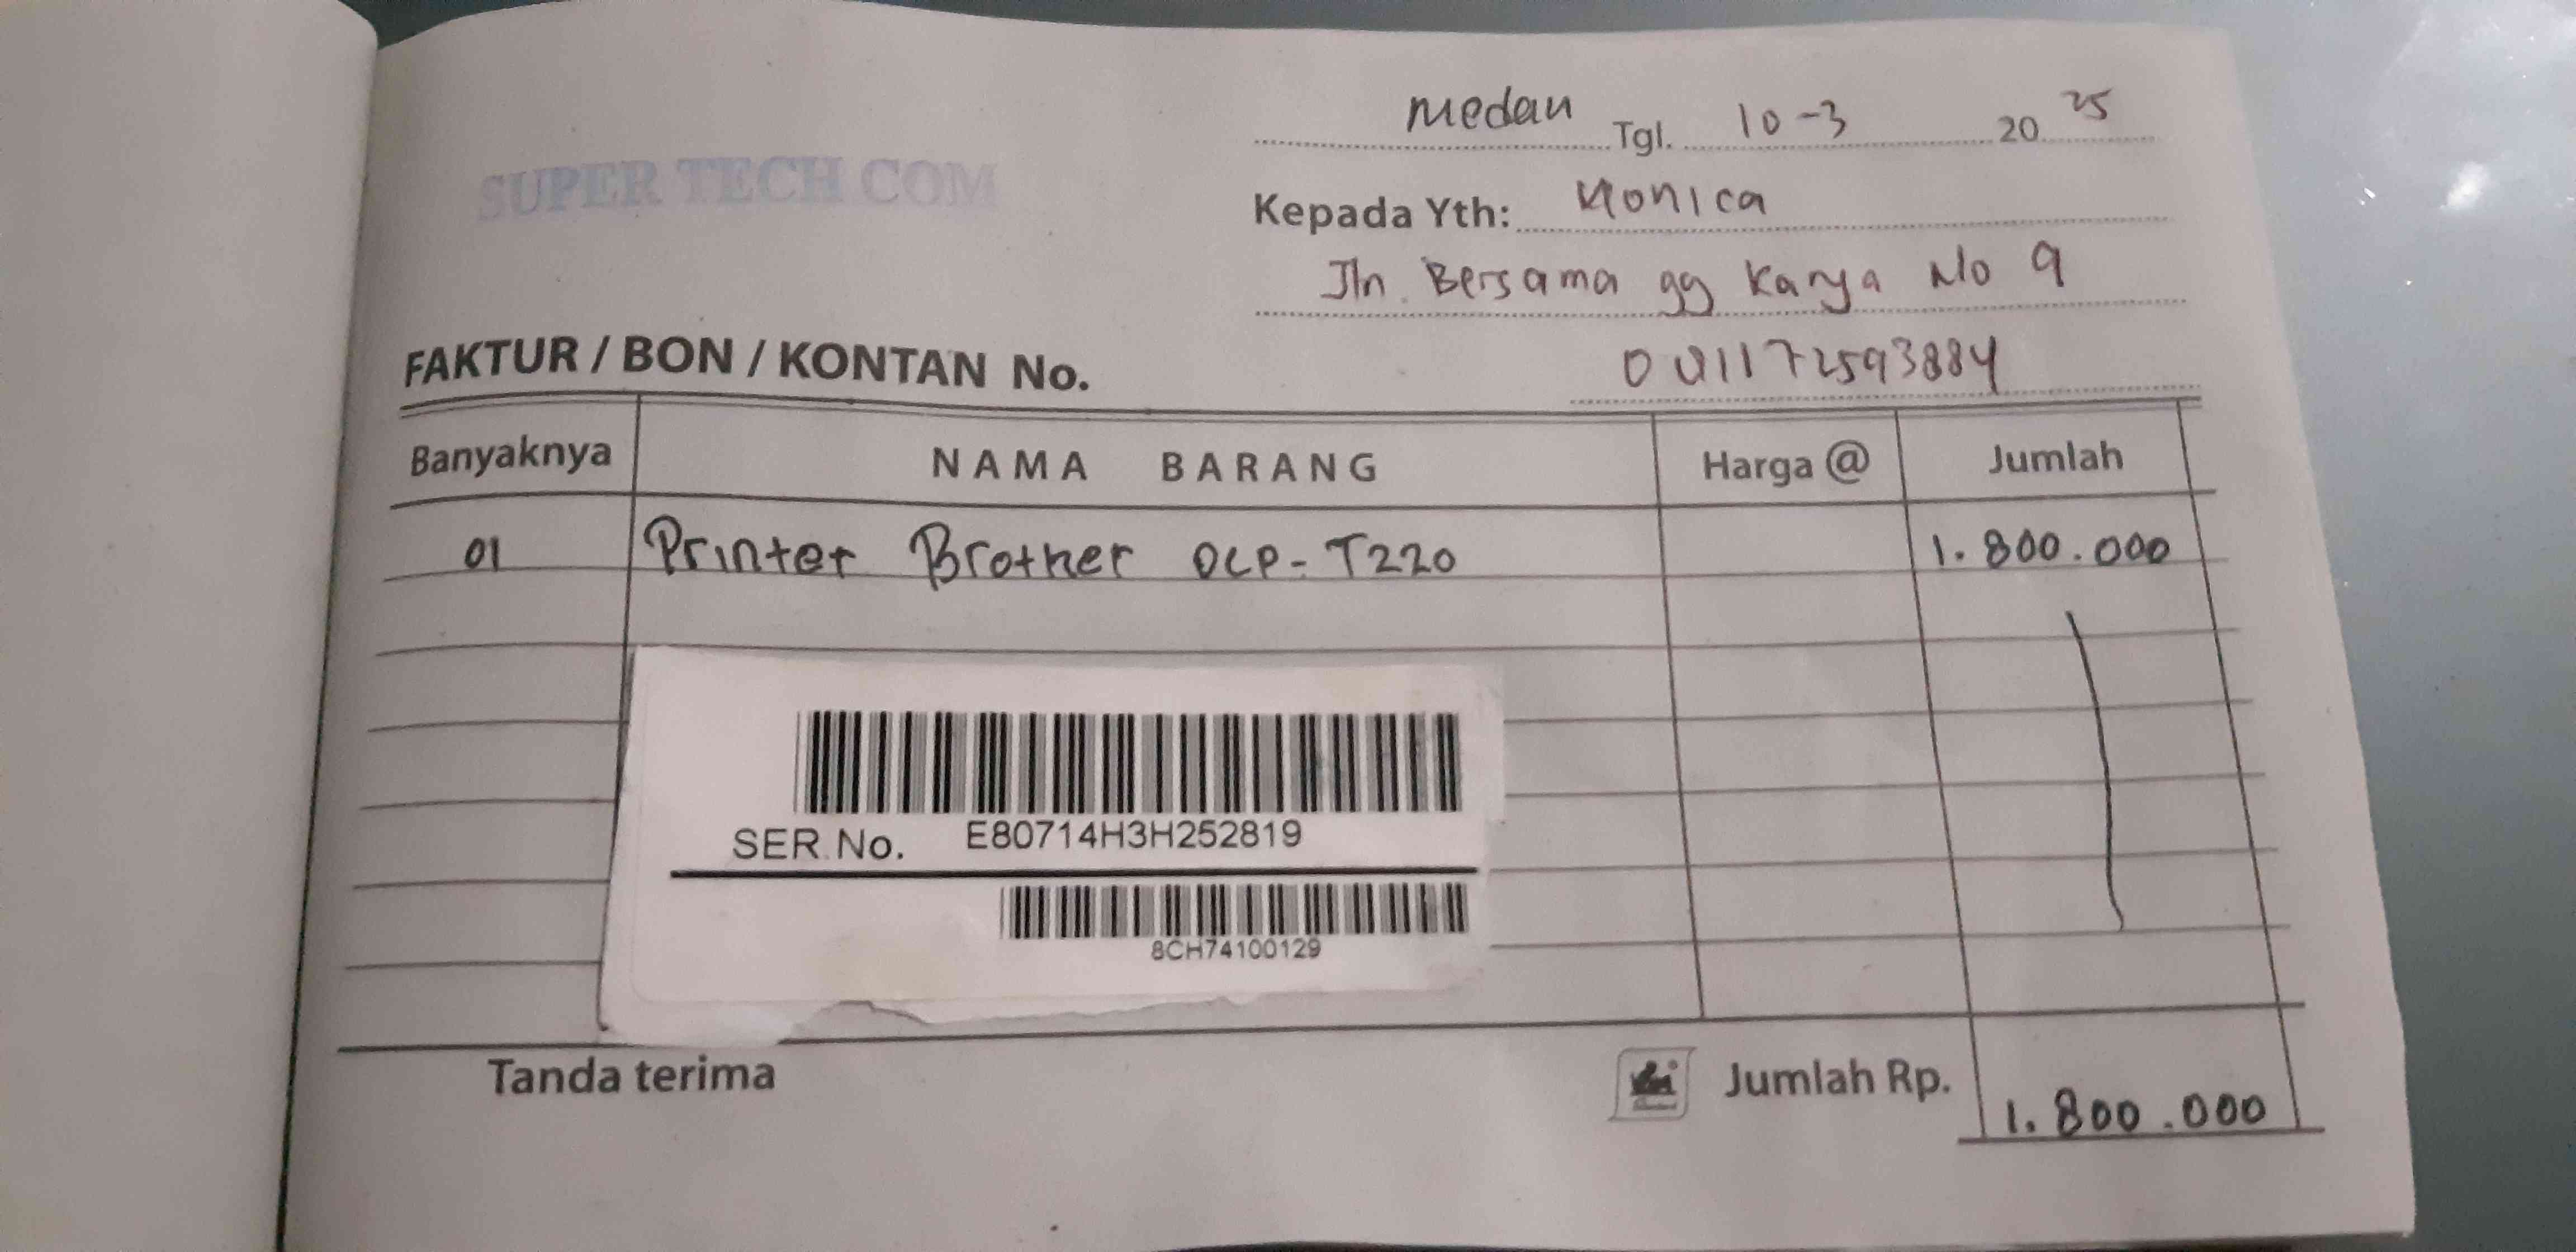 SUPER TECH COM
Medan Tgl. 10-3 20 25
Kepada Yth: Monica
Jln. Bersama gg Karya No 9
FAKTUR / BON / KONTAN No.
Banyaknya NAMA BARANG Harga @ Jumlah
01 Printer Brother DCP-T220 1.800.000
SER.No. E80714H3H252819
8CH74100129
Tanda terima Jumlah Rp. 1.800.000